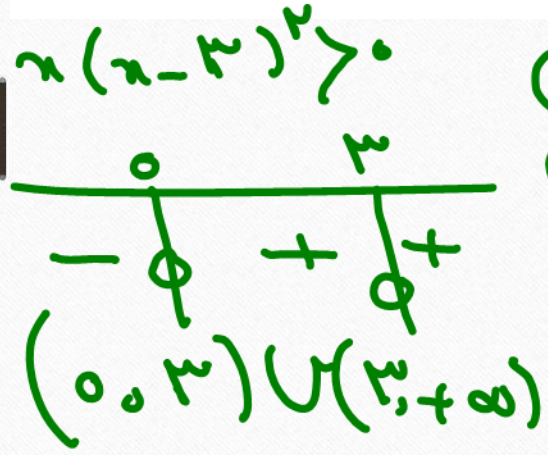 x(x-۳)^۲>۰
۰ ۳
- + +
(۰,۳)∪(۳,+∞)